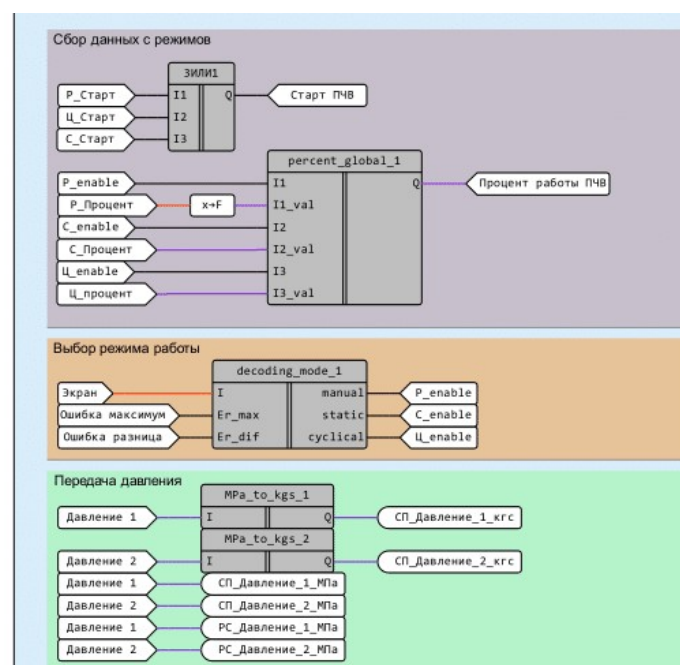 Сбор данных с режимов
3ИЛИ1
Р_Старт I1 Q Старт ПЧВ
Ц_Старт I2
С_Старт I3
percent_global_1
P_enable I1 Q Процент работы ПЧВ
Р_Процент x→F I1_val
С_enable I2
С_Процент I2_val
Ц_enable I3
Ц_процент I3_val
Выбор режима работы
decoding_mode_1
Экран I manual P_enable
Ошибка максимум Er_max static С_enable
Ошибка разница Er_dif cyclical Ц_enable
Передача давления
MPa_to_kgs_1
Давление 1 I Q СП_Давление_1_кгс
MPa_to_kgs_2
Давление 2 I Q СП_Давление_2_кгс
Давление 1 СП_Давление_1_МПа
Давление 2 СП_Давление_2_МПа
Давление 1 РС_Давление_1_МПа
Давление 2 РС_Давление_2_МПа